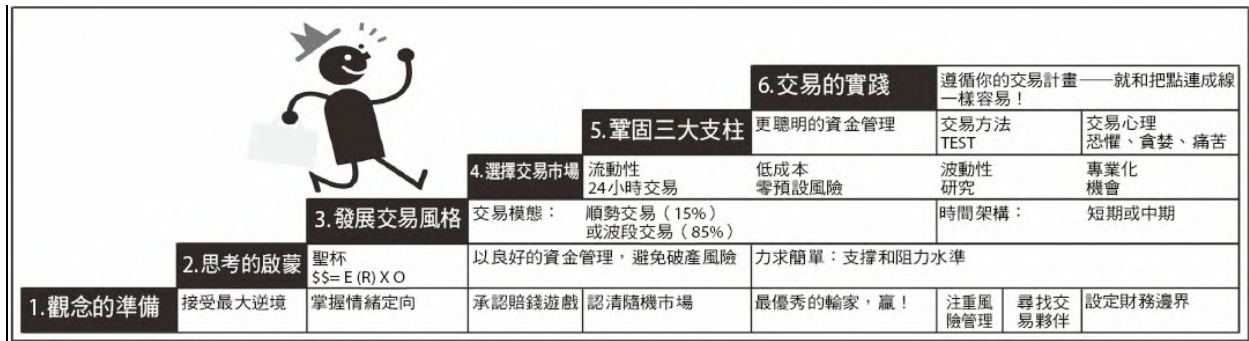 6.交易的實踐
遵循你的交易計畫——就和把點連成線
一樣容易！
5.鞏固三大支柱
更聰明的資金管理
交易方法
TEST
交易心理
恐懼、貪婪、痛苦
4.選擇交易市場
流動性
24小時交易
低成本
零預設風險
波動性
研究
專業化
機會
3.發展交易風格
交易模態：
順勢交易（15%）
或波段交易（85%）
時間架構：
短期或中期
2.思考的啟蒙
聖杯
$$= E (R) X O
以良好的資金管理，避免破產風險
力求簡單：支撐和阻力水準
1.觀念的準備
接受最大逆境
掌握情緒定向
承認賠錢遊戲
認清隨機市場
最優秀的輸家，贏！
注重風
險管理
尋找交
易夥伴
設定財務邊界